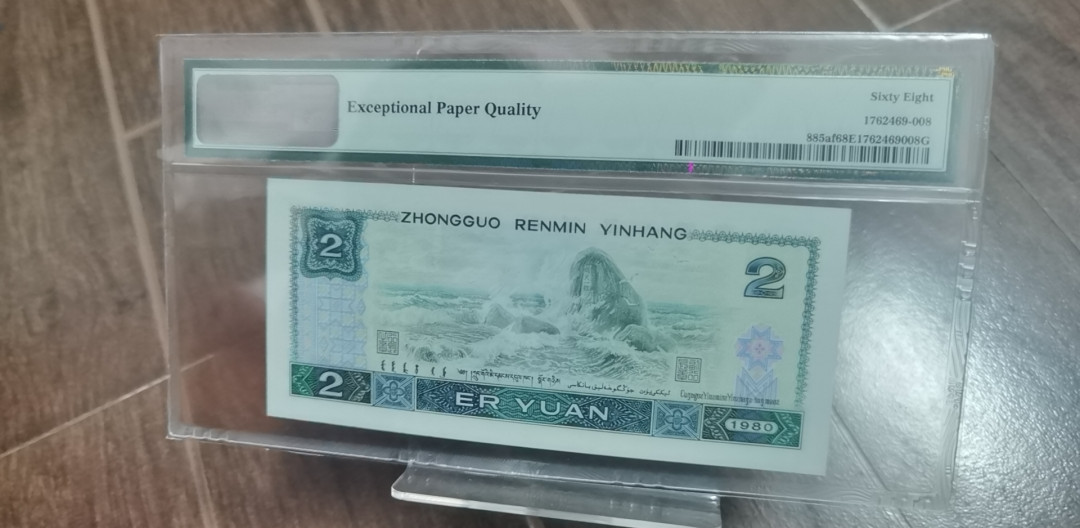 Exceptional Paper Quality
Sixty Eight
1762469-008
885af68E1762469008G
ZHONGGUO RENMIN YINHANG
2
2
2
ER YUAN
1980